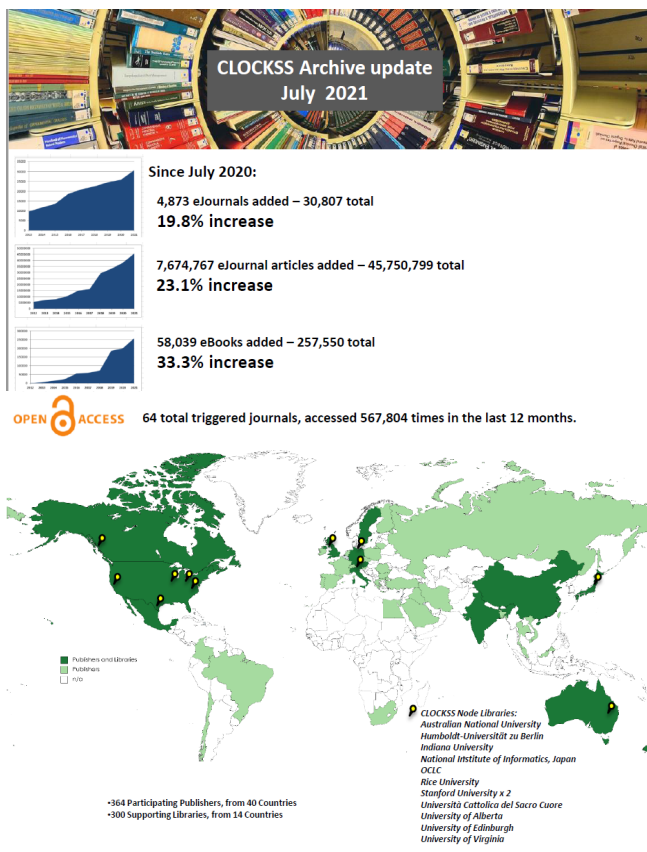 CLOCKSS Archive update
July 2021
Since July 2020:
4,873 eJournals added – 30,807 total
19.8% increase
7,674,767 eJournal articles added – 45,750,799 total
23.1% increase
58,039 eBooks added – 257,550 total
33.3% increase
OPEN ACCESS
64 total triggered journals, accessed 567,804 times in the last 12 months.
Publishers and Libraries
Publishers
n/a
CLOCKSS Node Libraries:
Australian National University
Humboldt-Universität zu Berlin
Indiana University
National Institute of Informatics, Japan
OCLC
Rice University
Stanford University x 2
Università Cattolica del Sacro Cuore
University of Alberta
University of Edinburgh
University of Virginia
•364 Participating Publishers, from 40 Countries
•300 Supporting Libraries, from 14 Countries